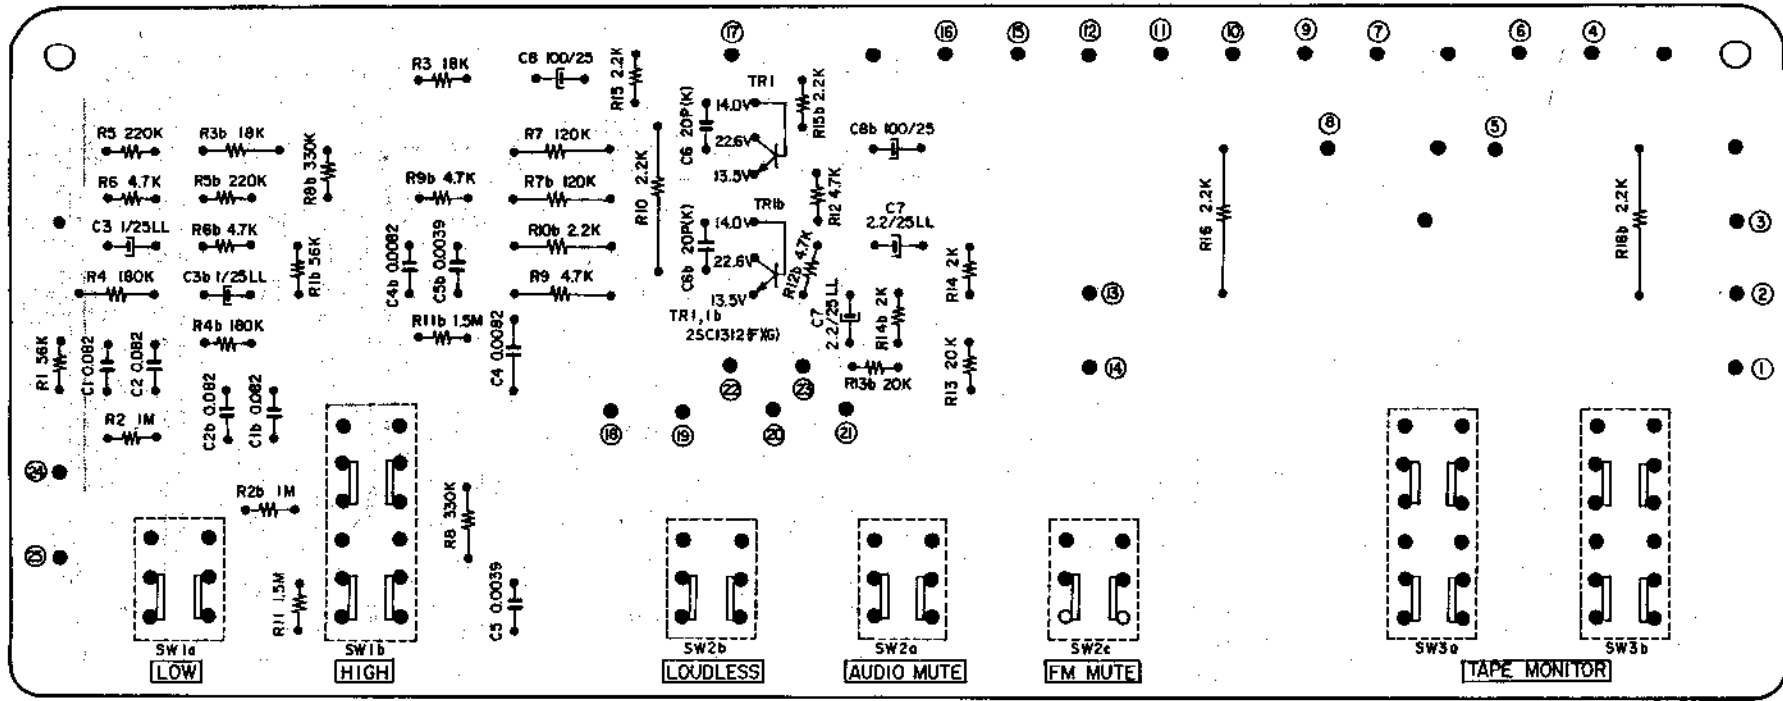 17
16
15
12
11
10
9
7
6
4
R3 18K
C8 100/25
R15 2.2K
TR1
14.0V
22.6V
13.5V
C6 20P(K)
R15b 2.2K
C8b 100/25
8
5
R5 220K
R3b 18K
R8b 330K
R7 120K
R10 2.2K
R6 4.7K
R5b 220K
R9b 4.7K
R7b 120K
R12 4.7K
R16 2.2K
R16b 2.2K
C3 1/25LL
R6b 4.7K
R1b 56K
C4b 0.0082
C5b 0.0039
R10b 2.2K
C6b 20P(K)
TR1b
14.0V
22.6V
13.5V
R12b 4.7K
C7
2.2/25LL
3
R4 180K
C3b 1/25LL
R9 4.7K
TR1,1b
2SC1312(F)(G)
C7
2.2/25LL
R14b 2K
R14 2K
13
2
R1 56K
C1 0.082
C2 0.082
R4b 180K
R11b 1.5M
C4 0.0082
22
23
R13b 20K
R13 20K
14
1
R2 1M
C2b 0.082
C1b 0.082
18
19
20
21
24
R2b 1M
R8 330K
25
R11 1.5M
C5 0.0039
SW1a
SW1b
SW2b
SW2a
SW2c
SW3a
SW3b
LOW
HIGH
LOUDLESS
AUDIO MUTE
FM MUTE
TAPE MONITOR